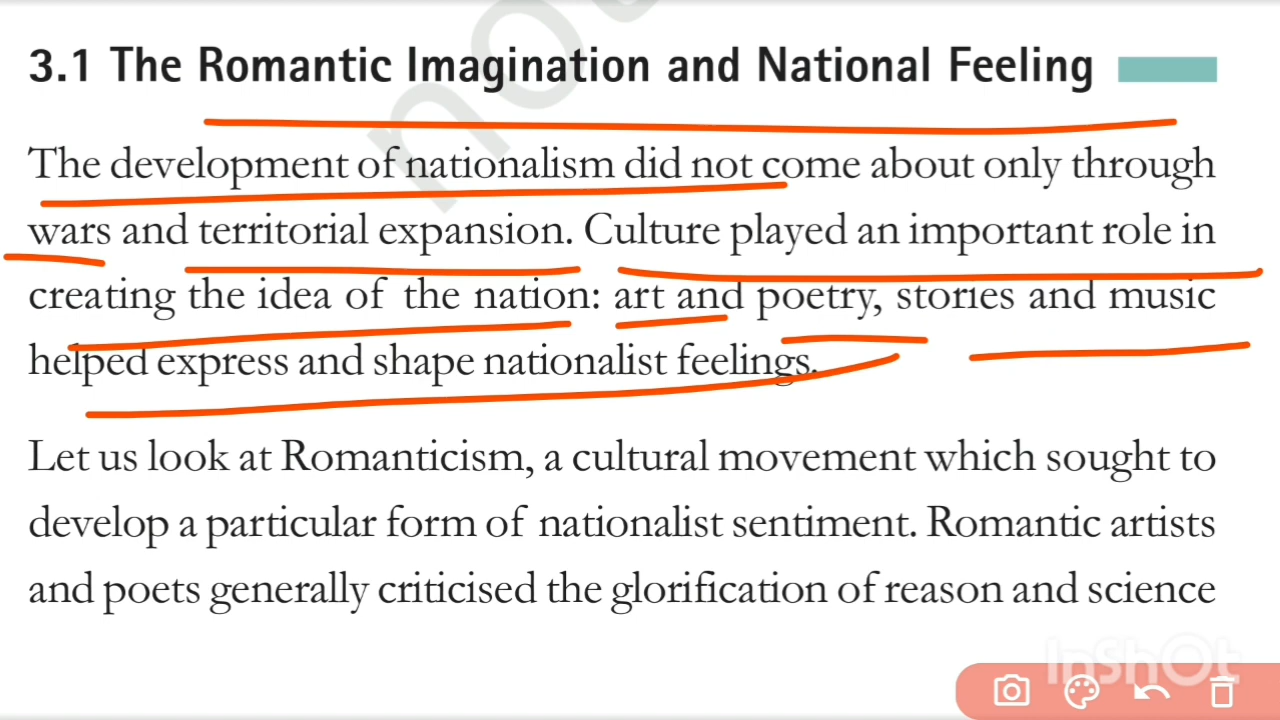 3.1 The Romantic Imagination and National Feeling
The development of nationalism did not come about only through
wars and territorial expansion. Culture played an important role in
creating the idea of the nation: art and poetry, stories and music
helped express and shape nationalist feelings.
Let us look at Romanticism, a cultural movement which sought to
develop a particular form of nationalist sentiment. Romantic artists
and poets generally criticised the glorification of reason and science
not
InShOt